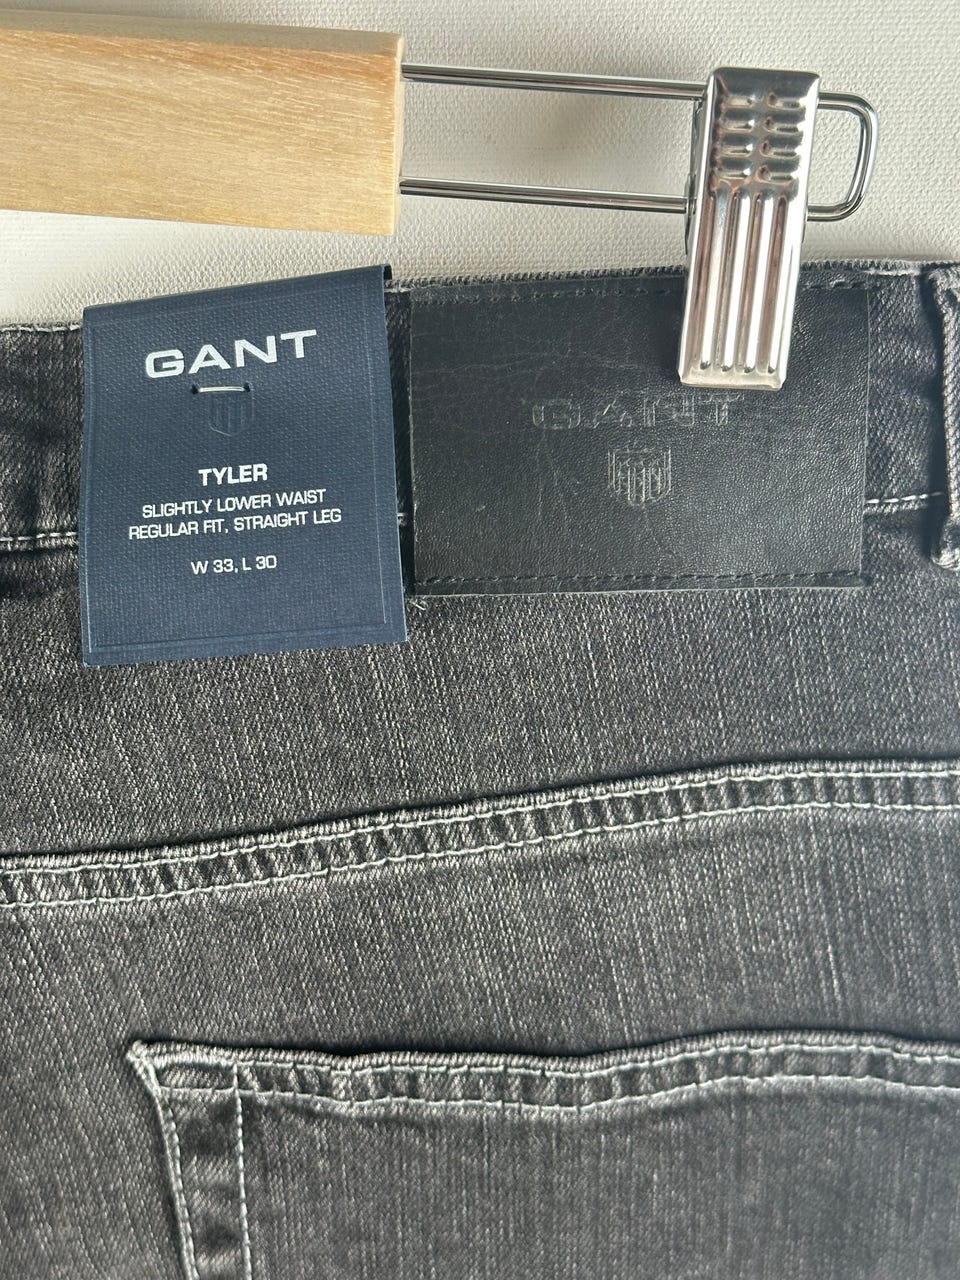 GANT
TYLER
SLIGHTLY LOWER WAIST
REGULAR FIT, STRAIGHT LEG
W 33, L 30
GANT